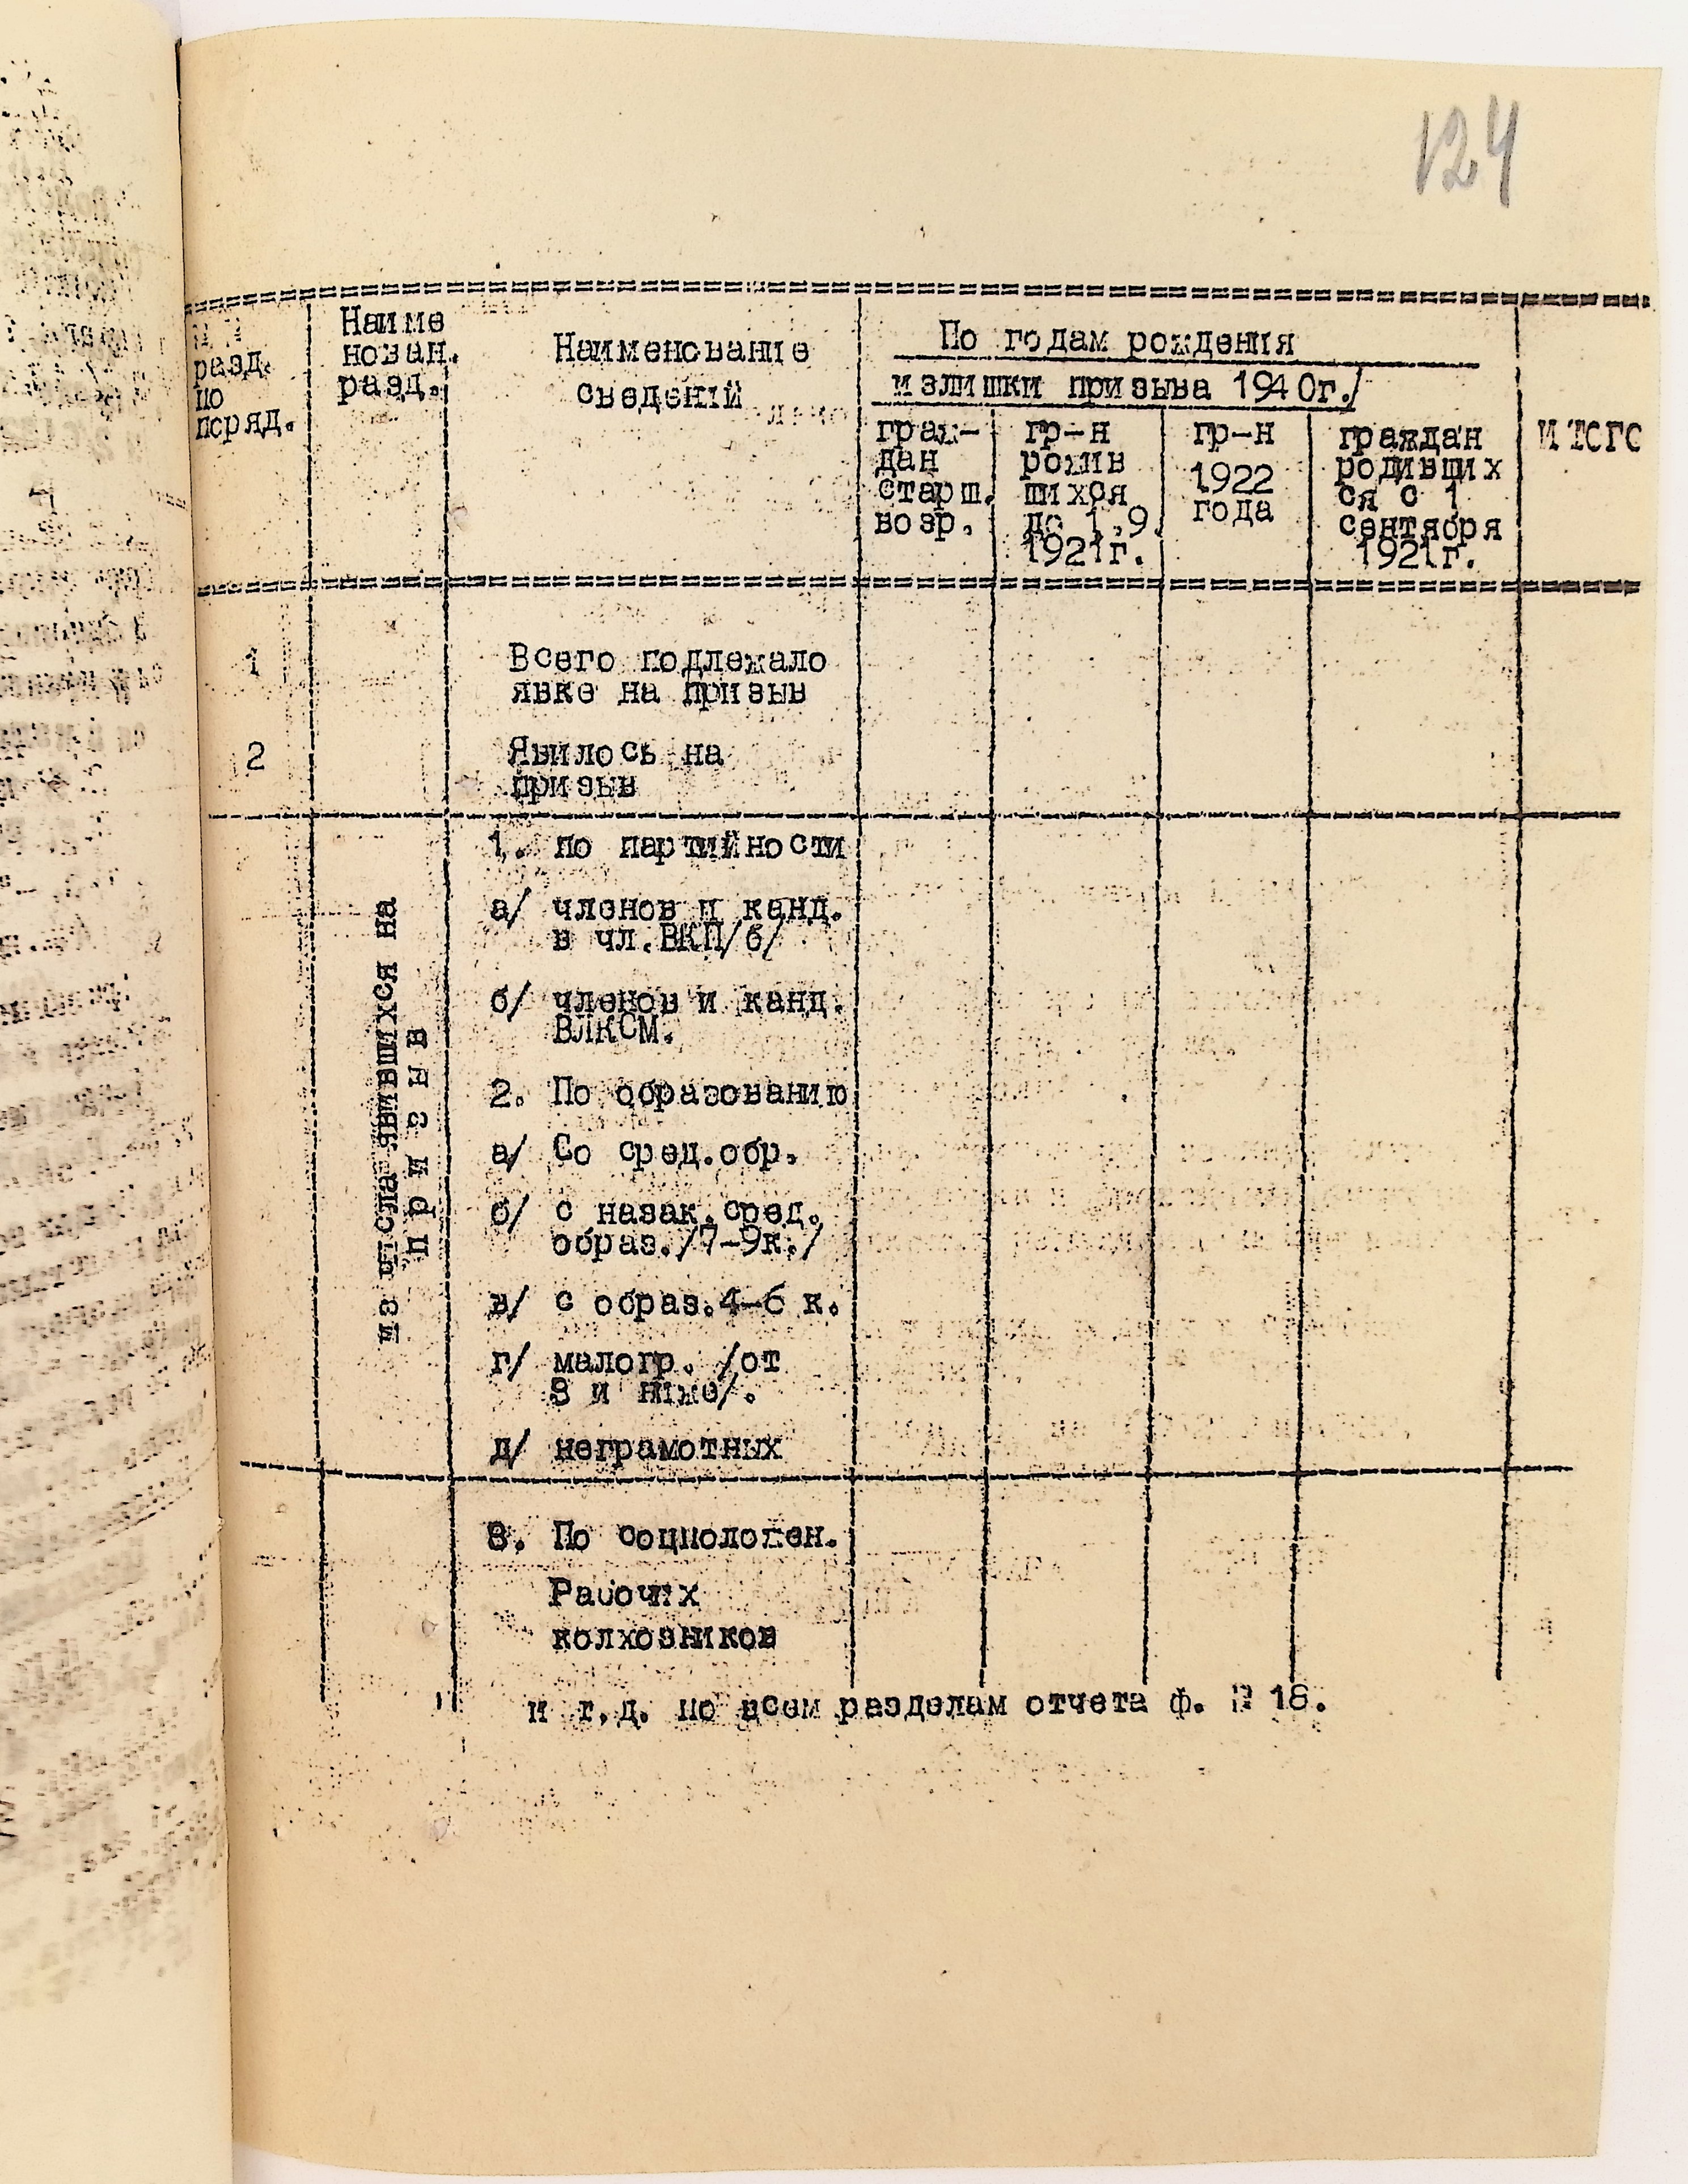 124
разд.
по
поряд.
Наиме
нован.
разд.
Наименование
сведений
По годам рождения
излишки призыва 1940г./
граж-
дан
старш.
возр.
гр-н
родив
шихся
до 1.9.
1921г.
гр-н
1922
года
граждан
родивших
ся с 1
сентября
1921г.
ИТОГО
1
Всего подлежало
явке на призыв
2
Явилось на
призыв
из числа явившихся на
п р и з ы в
1. по партийности
а/ членов и канд.
в чл.ВКП/б/
б/ членов и канд.
ВЛКСМ.
2. По образованию
а/ Со сред.обр.
б/ с незак.сред.
образ./7-9к./
в/ с образ.4-6 к.
г/ малогр. /от
3 и ниже/.
д/ неграмотных
3. По социоложен.
Рабочих
колхозников
и т.д. по всем разделам отчета ф. № 16.